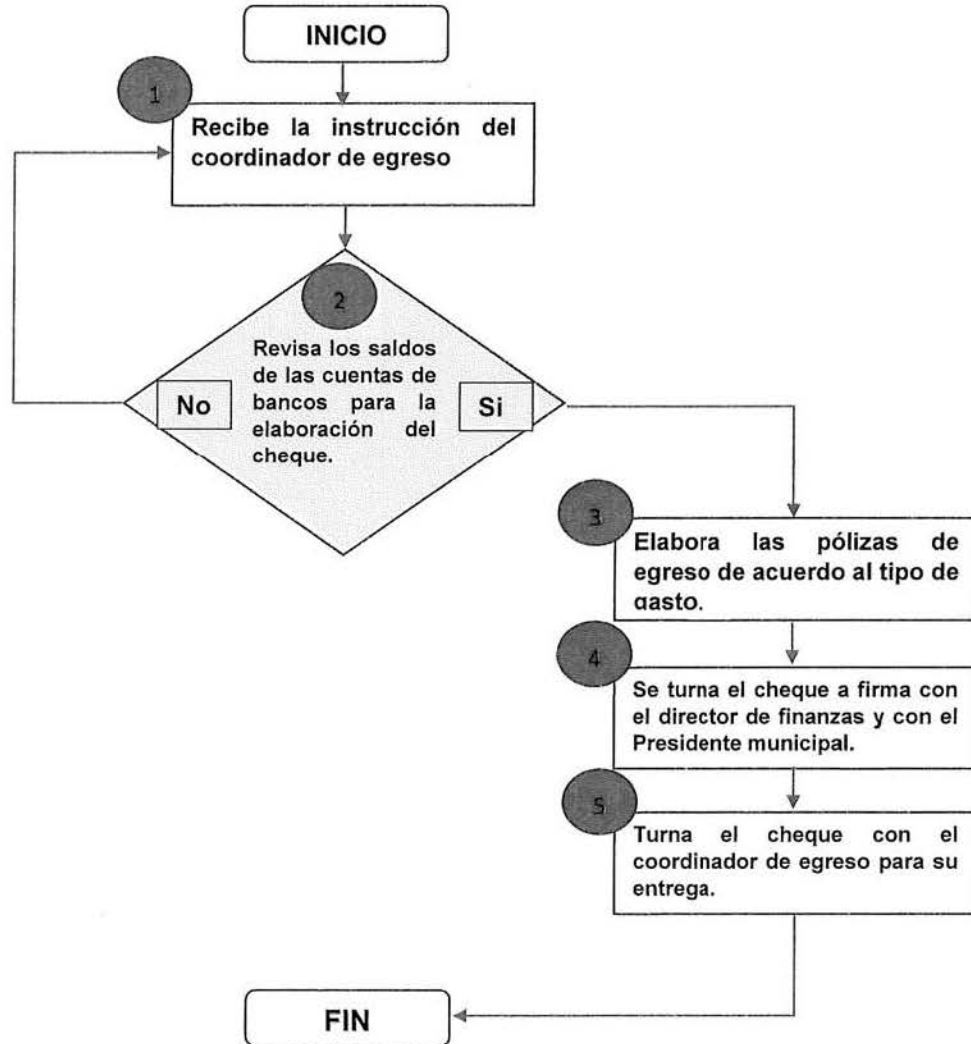 INICIO
1
Recibe la instrucción del
coordinador de egreso
2
Revisa los saldos
de las cuentas de
bancos para la
elaboración del
cheque.
No
Si
3
Elabora las pólizas de
egreso de acuerdo al tipo de
gasto.
4
Se turna el cheque a firma con
el director de finanzas y con el
Presidente municipal.
5
Turna el cheque con el
coordinador de egreso para su
entrega.
FIN